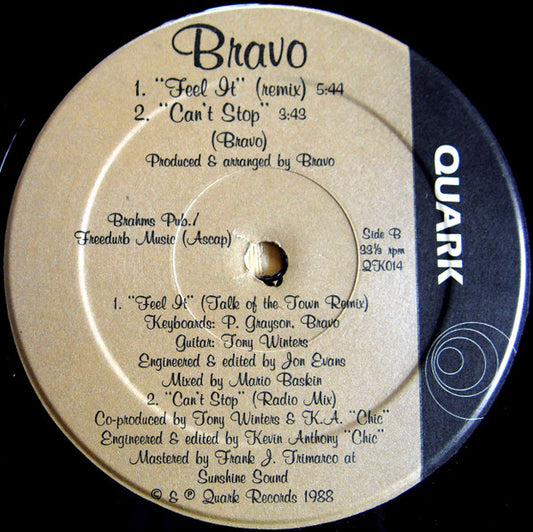 Bravo
1. "Feel It" (remix) 5:44
2. "Can't Stop" 3:43
(Bravo)
Produced & arranged by Bravo
QUARK
Brahms Pub./
Freedurb Music (Ascap)
Side B
33⅓ rpm
QK014
1. "Feel It" (Talk of the Town Remix)
Keyboards: P. Grayson, Bravo
Guitar: Tony Winters
Engineered & edited by Jon Evans
Mixed by Mario Baskin
2. "Can't Stop" (Radio Mix)
Co-produced by Tony Winters & K.A. "Chic"
Engineered & edited by Kevin Anthony "Chic"
Mastered by Frank J. Trimarco at
Sunshine Sound
© & ℗ Quark Records 1988